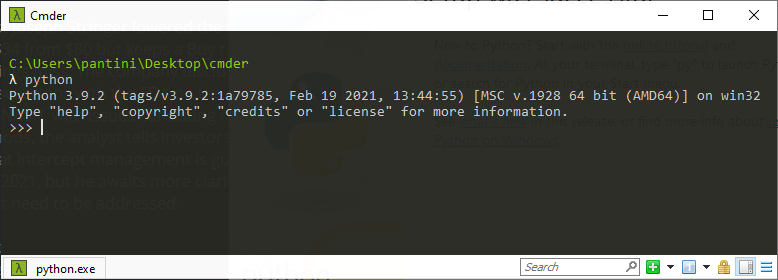 Cmder
C:\Users\pantini\Desktop\cmder
λ python
Python 3.9.2 (tags/v3.9.2:1a79785, Feb 19 2021, 13:44:55) [MSC v.1928 64 bit (AMD64)] on win32
Type "help", "copyright", "credits" or "license" for more information.
>>>
python.exe
Search